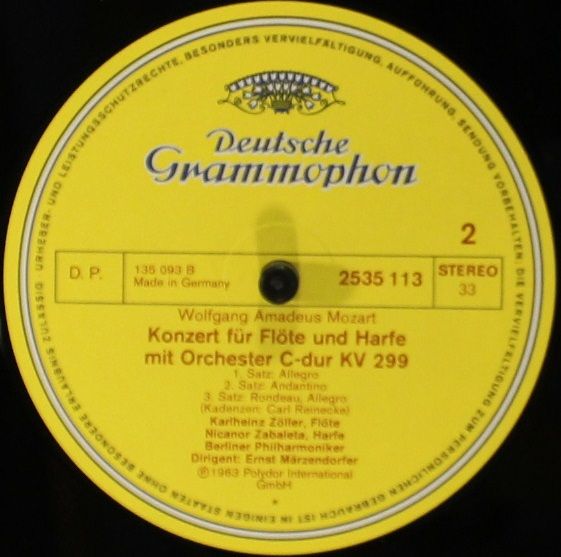 URHEBER- UND LEISTUNGSSCHUTZRECHTE, BESONDERS VERVIELFÄLTIGUNG, AUFFÜHRUNG, SENDUNG VORBEHALTEN: DIE VERVIELFÄLTIGUNG ZUM PERSÖNLICHEN GEBRAUCH IST IN EINIGEN STAATEN OHNE BESONDERE ERLAUBNIS ZULÄSSIG.
Deutsche
Grammophon
2
D. P.
135 093 B
Made in Germany
2535 113
STEREO
33
Wolfgang Amadeus Mozart
Konzert für Flöte und Harfe
mit Orchester C-dur KV 299
1. Satz: Allegro
2. Satz: Andantino
3. Satz: Rondeau, Allegro
(Kadenzen: Carl Reinecke)
Karlheinz Zöller, Flöte
Nicanor Zabaleta, Harfe
Berliner Philharmoniker
Dirigent: Ernst Märzendorfer
℗ 1963 Polydor International
GmbH
*